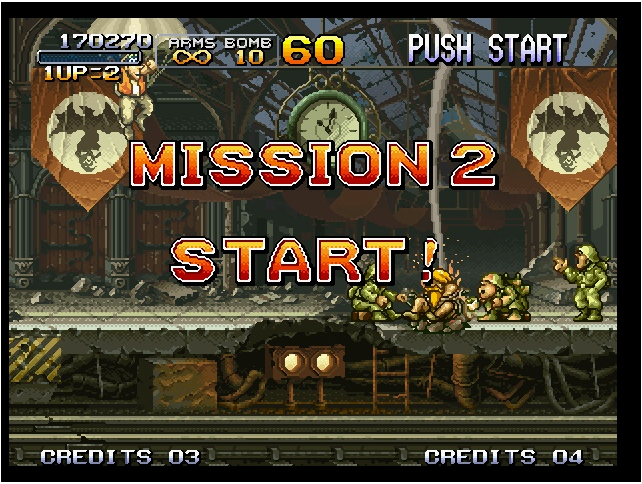 170270 ARMS BOMB 60 PUSH START
∞ 10
1UP=2
MISSION 2
START!
CREDITS 03 CREDITS 04